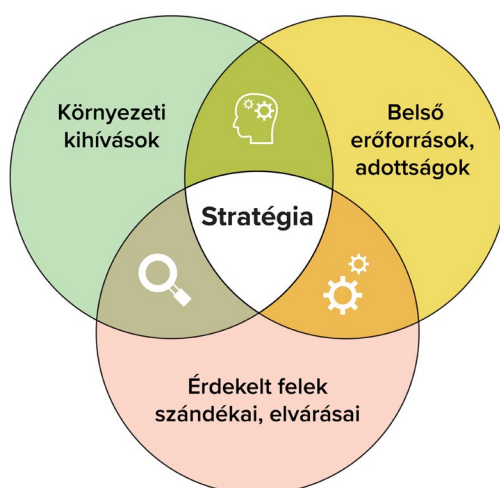 Környezeti
kihívások
Belső
erőforrások,
adottságok
Stratégia
Érdekelt felek
szándékai, elvárásai